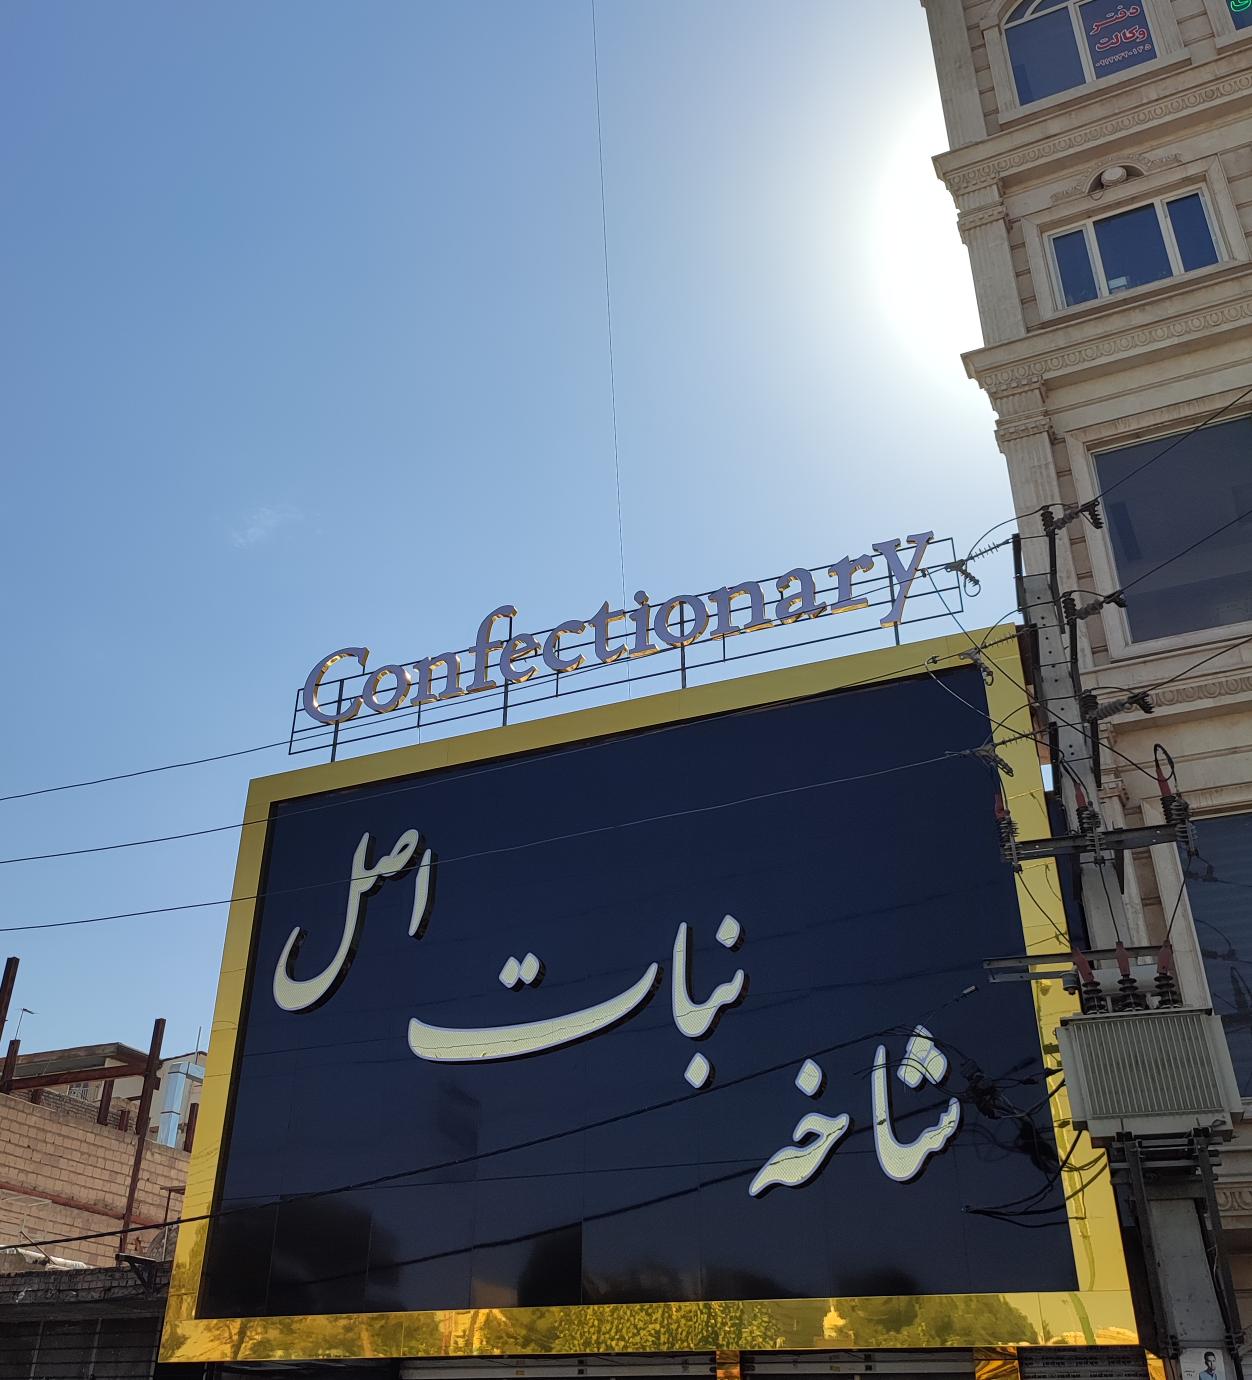 دفتر
وکالت
Confectionary
شاخه نبات اصل